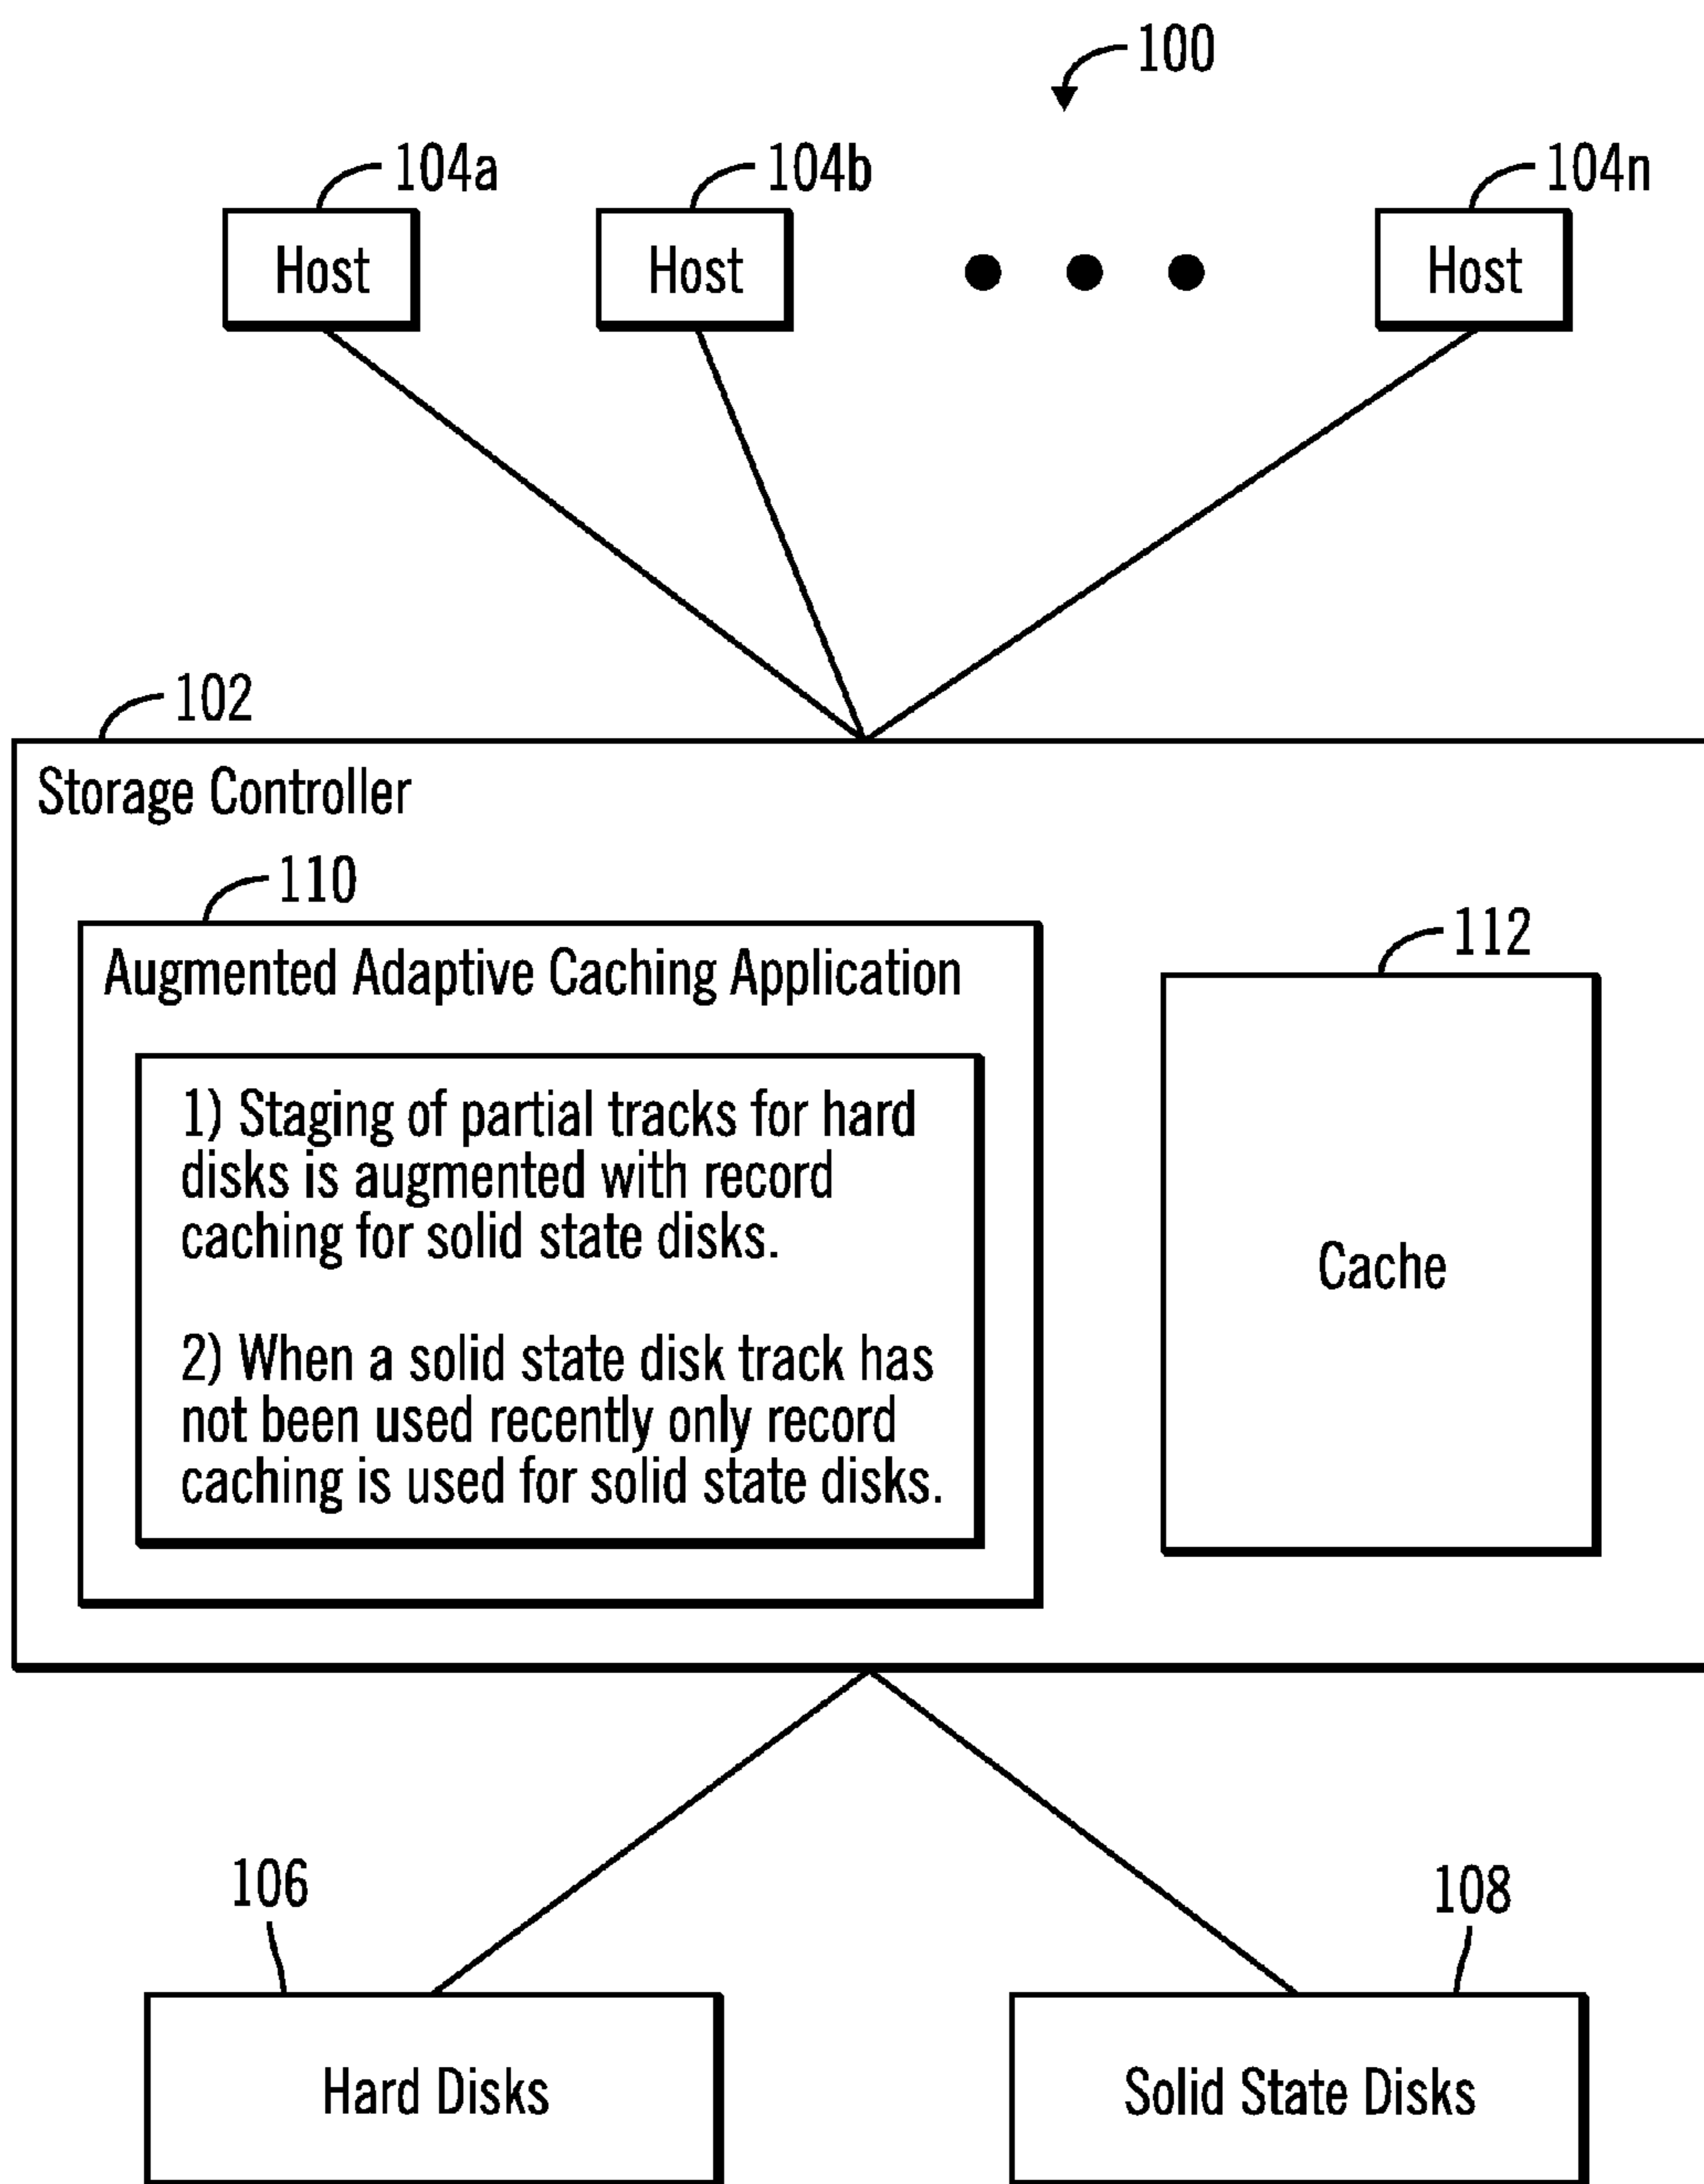 100
104a
104b
104n
Host
Host
Host
102
Storage Controller
110
Augmented Adaptive Caching Application
112
1) Staging of partial tracks for hard
disks is augmented with record
caching for solid state disks.
2) When a solid state disk track has
not been used recently only record
caching is used for solid state disks.
Cache
106
108
Hard Disks
Solid State Disks